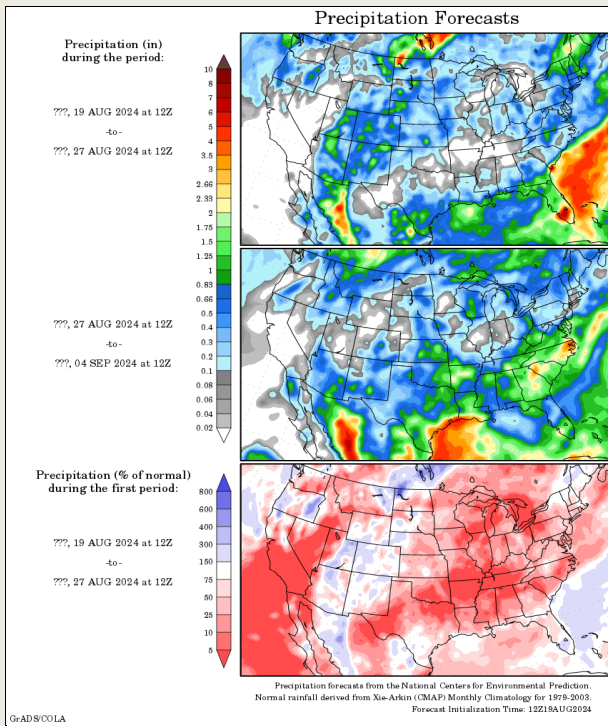 Precipitation Forecasts
Precipitation (in)
during the period:
???, 19 AUG 2024 at 12Z
-to-
???, 27 AUG 2024 at 12Z
10
8
7
6
5
4
3.5
3
2.66
2.33
2
1.75
1.5
1.25
1
0.83
0.66
0.5
0.4
0.3
0.2
0.1
0.08
0.06
0.04
0.02
???, 27 AUG 2024 at 12Z
-to-
???, 04 SEP 2024 at 12Z
Precipitation (% of normal)
during the first period:
???, 19 AUG 2024 at 12Z
-to-
???, 27 AUG 2024 at 12Z
800
600
400
300
150
75
50
25
10
5
Precipitation forecasts from the National Centers for Environmental Prediction.
Normal rainfall derived from Xie-Arkin (CMAP) Monthly Climatology for 1979-2003.
Forecast Initialization Time: 12Z19AUG2024
GrADS/COLA